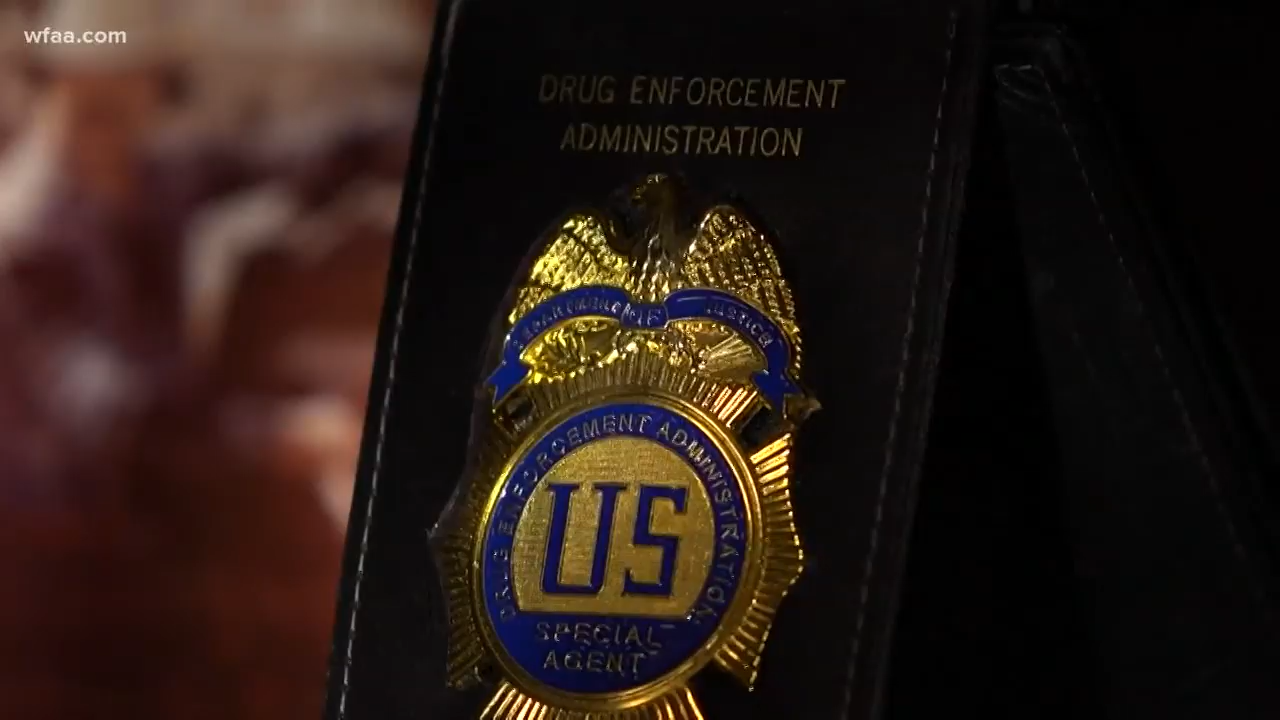 wfaa.com
DRUG ENFORCEMENT
ADMINISTRATION
JUSTICE
DRUG ENFORCEMENT ADMINISTRATION
US
SPECIAL
AGENT